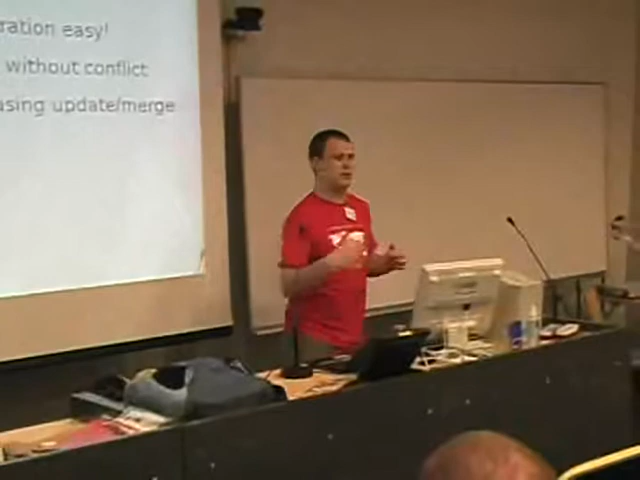 ration easy!
without conflict
asing update/merge